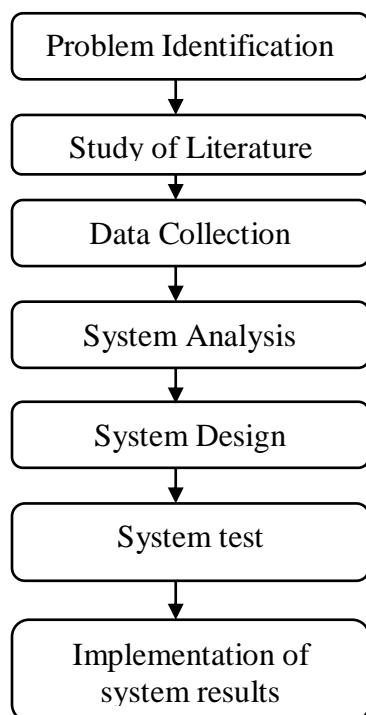 Problem Identification
Study of Literature
Data Collection
System Analysis
System Design
System test
Implementation of
system results